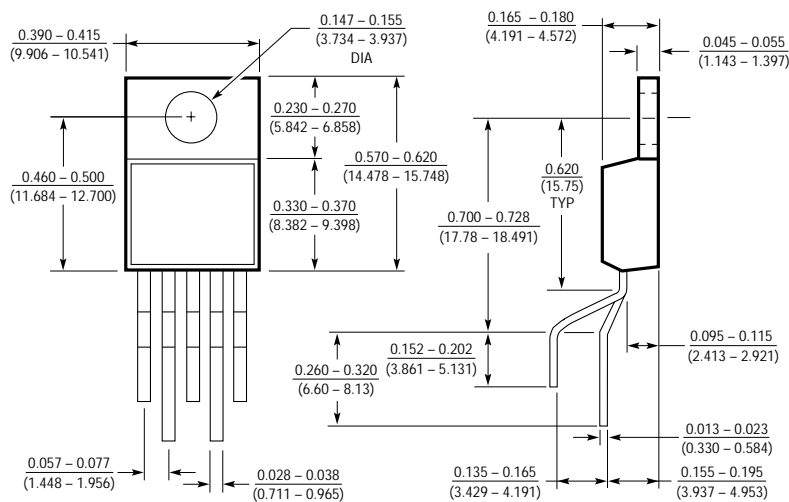 0.390 – 0.415
(9.906 – 10.541)
0.147 – 0.155
(3.734 – 3.937)
DIA
0.165 – 0.180
(4.191 – 4.572)
0.045 – 0.055
(1.143 – 1.397)
0.230 – 0.270
(5.842 – 6.858)
0.570 – 0.620
(14.478 – 15.748)
0.460 – 0.500
(11.684 – 12.700)
0.330 – 0.370
(8.382 – 9.398)
0.620
(15.75)
TYP
0.700 – 0.728
(17.78 – 18.491)
0.095 – 0.115
(2.413 – 2.921)
0.152 – 0.202
(3.861 – 5.131)
0.260 – 0.320
(6.60 – 8.13)
0.013 – 0.023
(0.330 – 0.584)
0.057 – 0.077
(1.448 – 1.956)
0.028 – 0.038
(0.711 – 0.965)
0.135 – 0.165
(3.429 – 4.191)
0.155 – 0.195
(3.937 – 4.953)